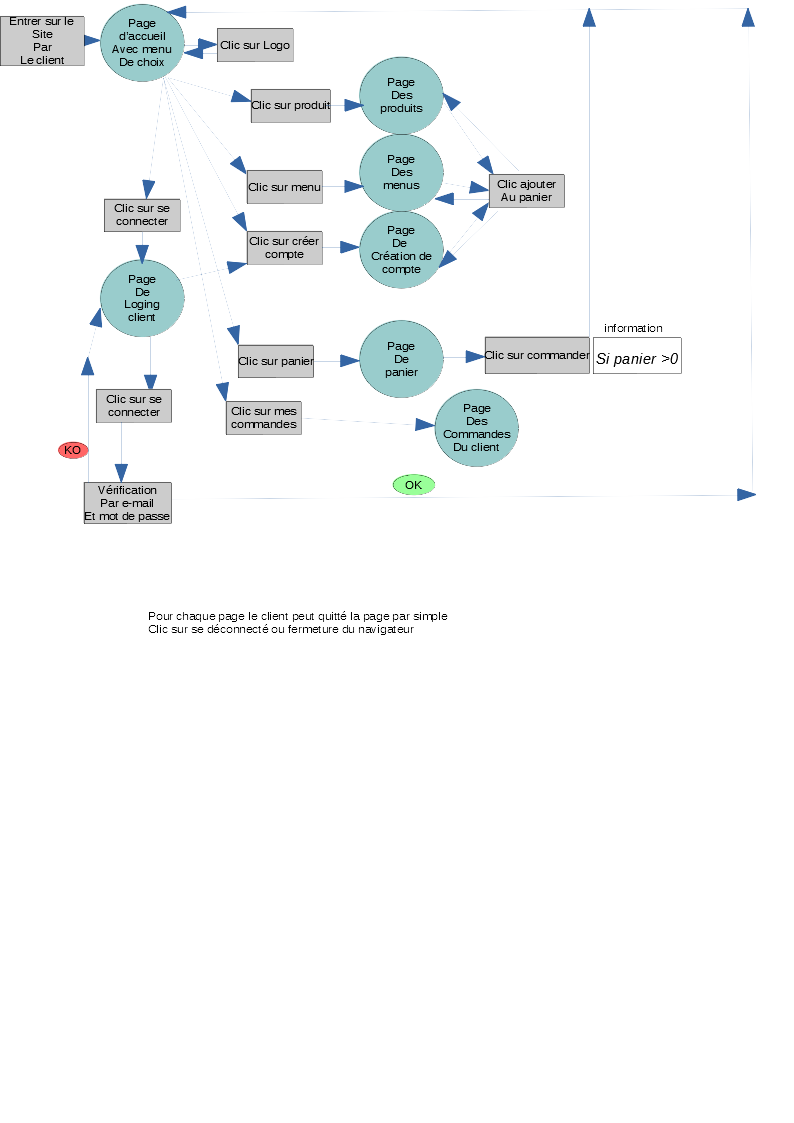 Entrer sur le
Site
Par
Le client
Page
d'accueil
Avec menu
De choix
Clic sur Logo
Clic sur produit
Page
Des
produits
Clic sur menu
Page
Des
menus
Clic ajouter
Au panier
Clic sur se
connecter
Clic sur créer
compte
Page
De
Création de
compte
Page
De
Loging
client
Clic sur panier
Page
De
panier
Clic sur commander
information
Si panier >0
Clic sur se
connecter
Clic sur mes
commandes
Page
Des
Commandes
Du client
KO
OK
Vérification
Par e-mail
Et mot de passe
Pour chaque page le client peut quitté la page par simple
Clic sur se déconnecté ou fermeture du navigateur